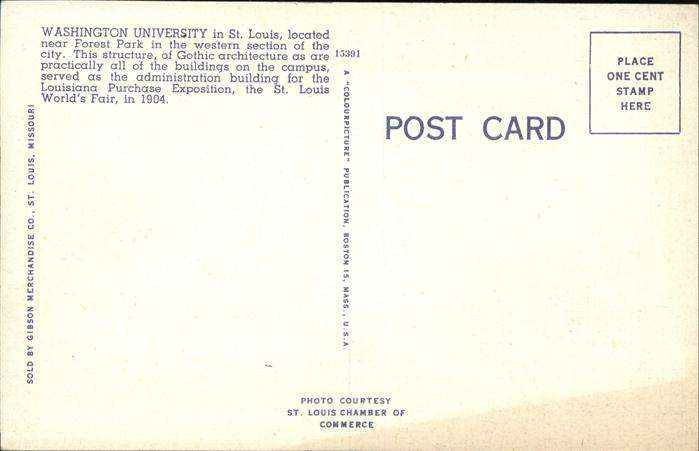 WASHINGTON UNIVERSITY in St. Louis, located
near Forest Park in the western section of the
city. This structure, of Gothic architecture as are
practically all of the buildings on the campus,
served as the administration building for the
Louisiana Purchase Exposition, the St. Louis
World's Fair, in 1904.
SOLD BY GIBSON MERCHANDISE CO., ST. LOUIS, MISSOURI
15391
A "COLOURPICTURE" PUBLICATION, BOSTON 15, MASS., U.S.A.
POST CARD
PLACE
ONE CENT
STAMP
HERE
PHOTO COURTESY
ST. LOUIS CHAMBER OF
COMMERCE